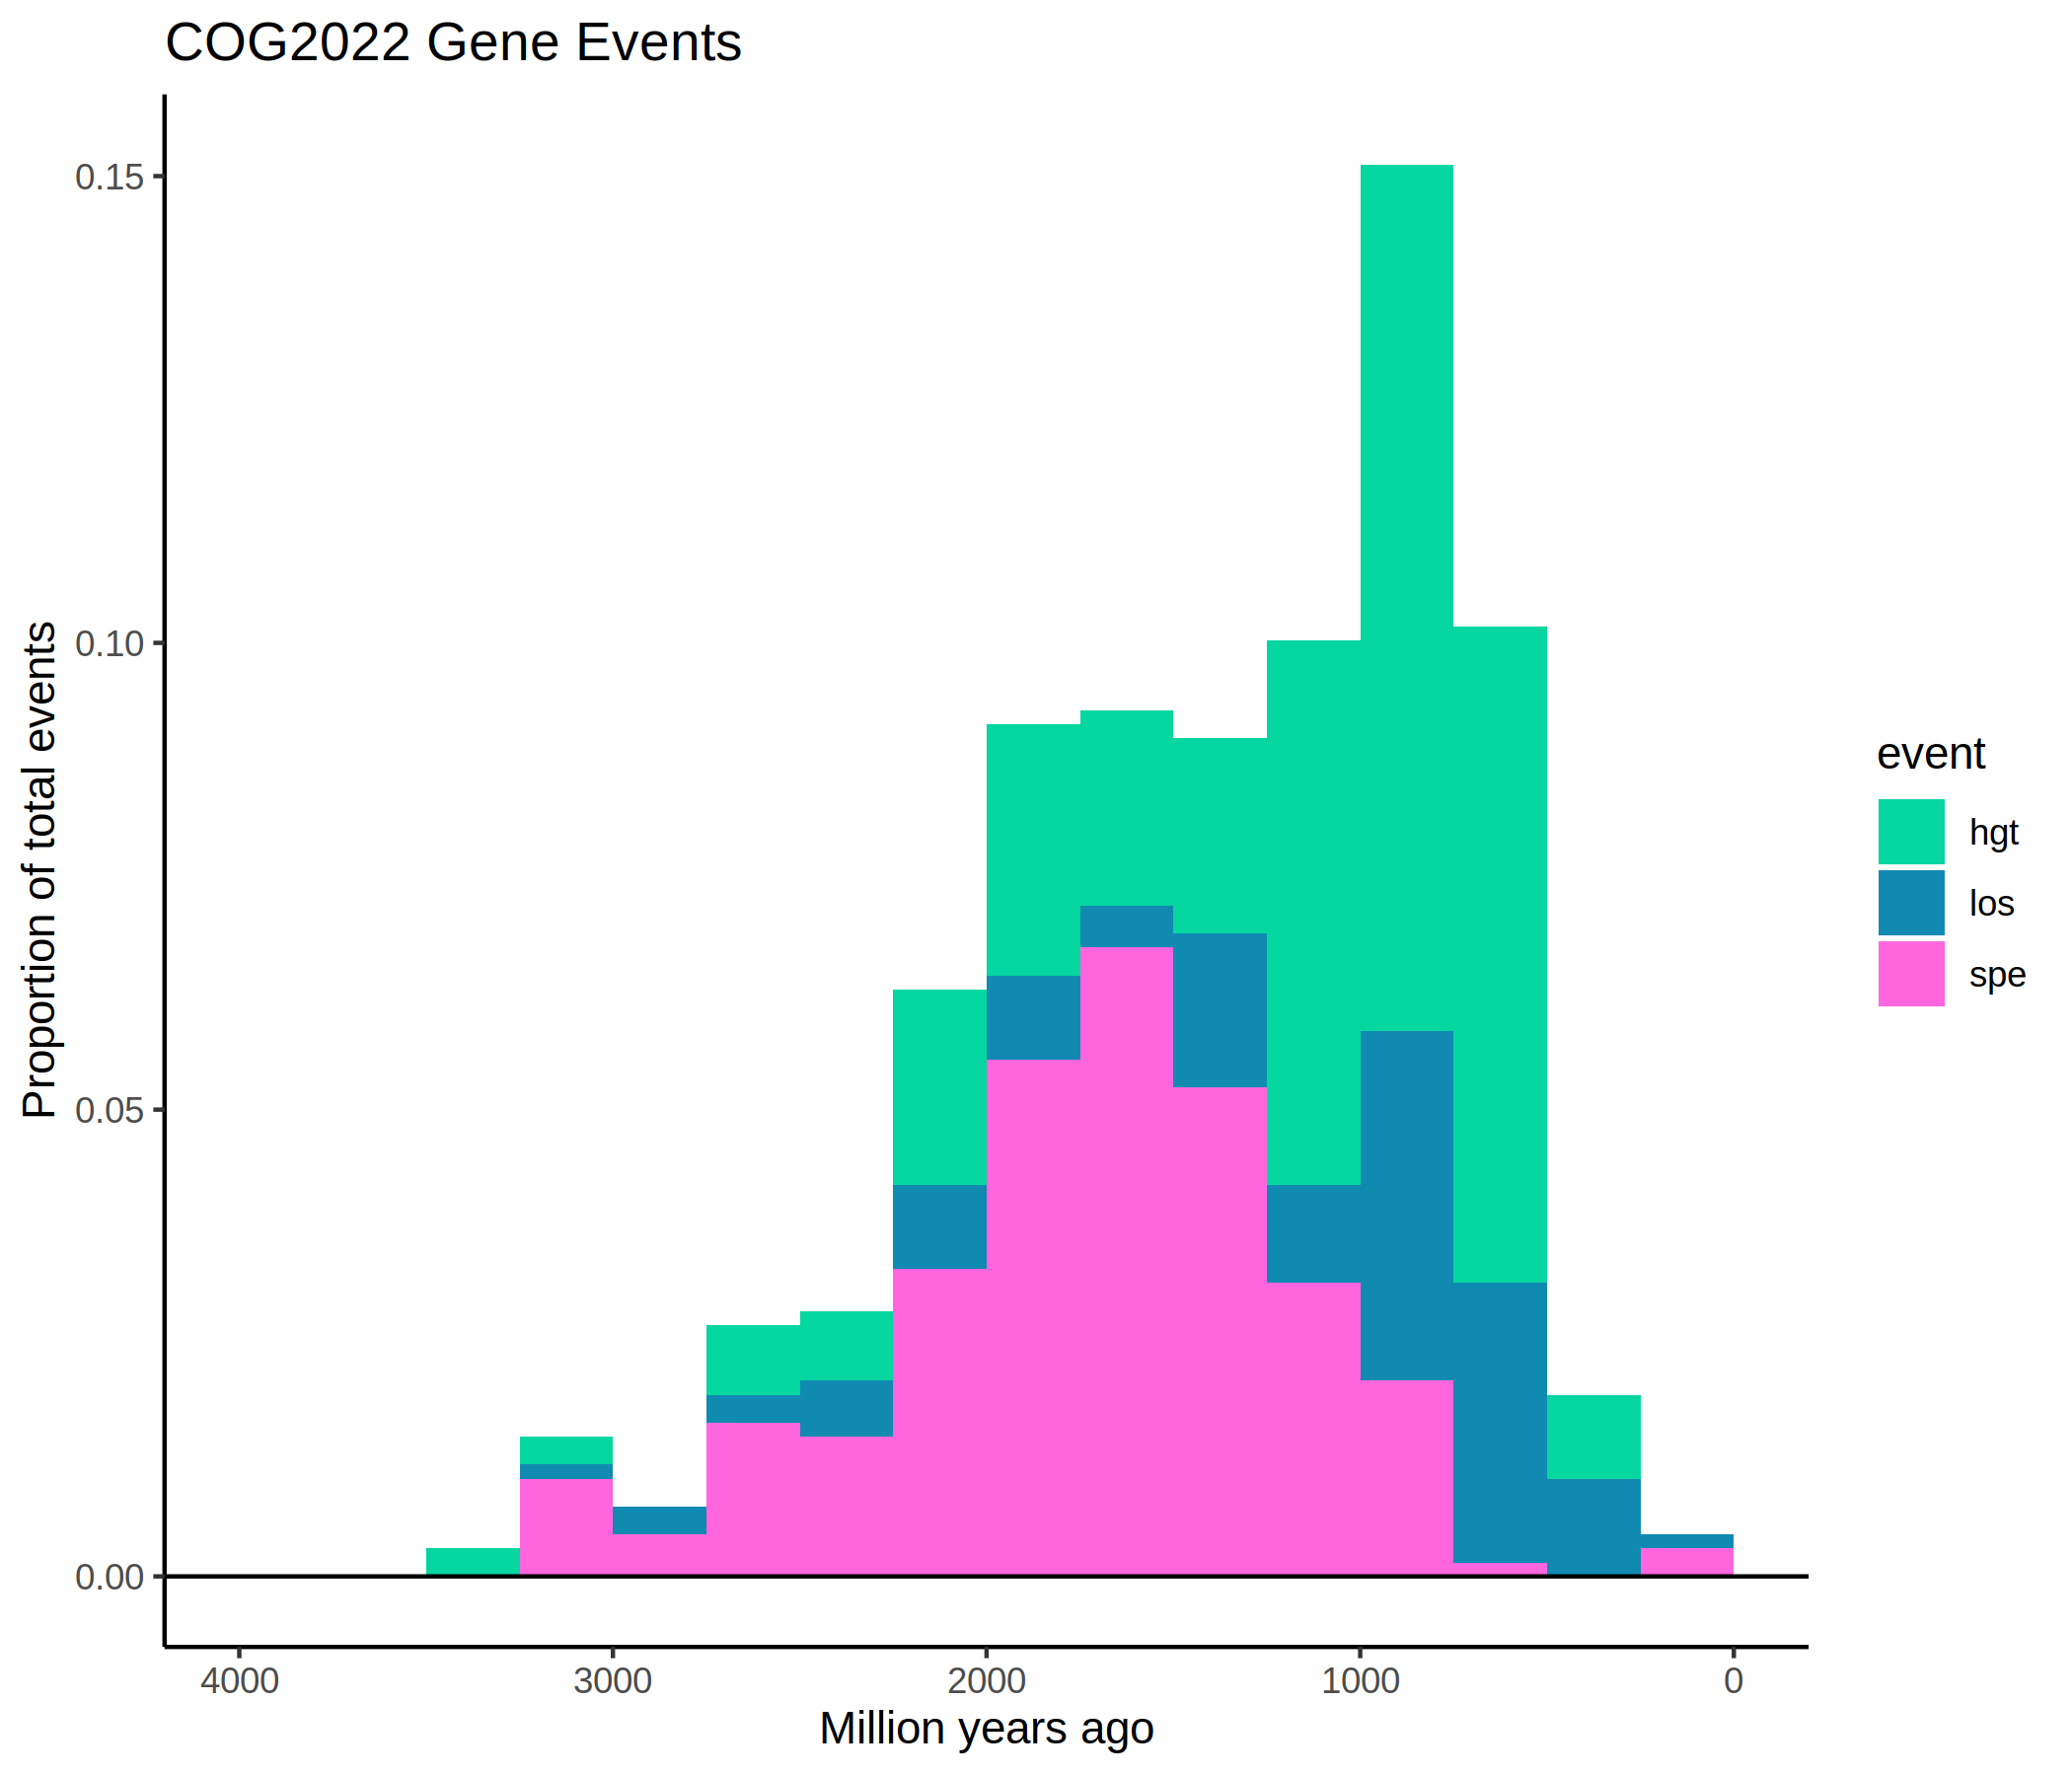 COG2022 Gene Events
Proportion of total events
0.15
0.10
0.05
0.00
4000 3000 2000 1000 0
Million years ago
event
hgt
los
spe